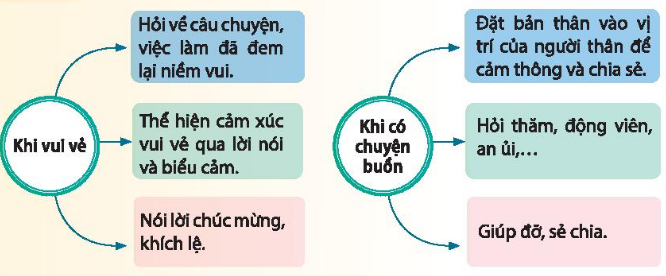 Khi vui vẻ
Hỏi về câu chuyện,
việc làm đã đem
lại niềm vui.
Thể hiện cảm xúc
vui vẻ qua lời nói
và biểu cảm.
Nói lời chúc mừng,
khích lệ.
Khi có
chuyện
buồn
Đặt bản thân vào vị
trí của người thân để
cảm thông và chia sẻ.
Hỏi thăm, động viên,
an ủi,...
Giúp đỡ, sẻ chia.